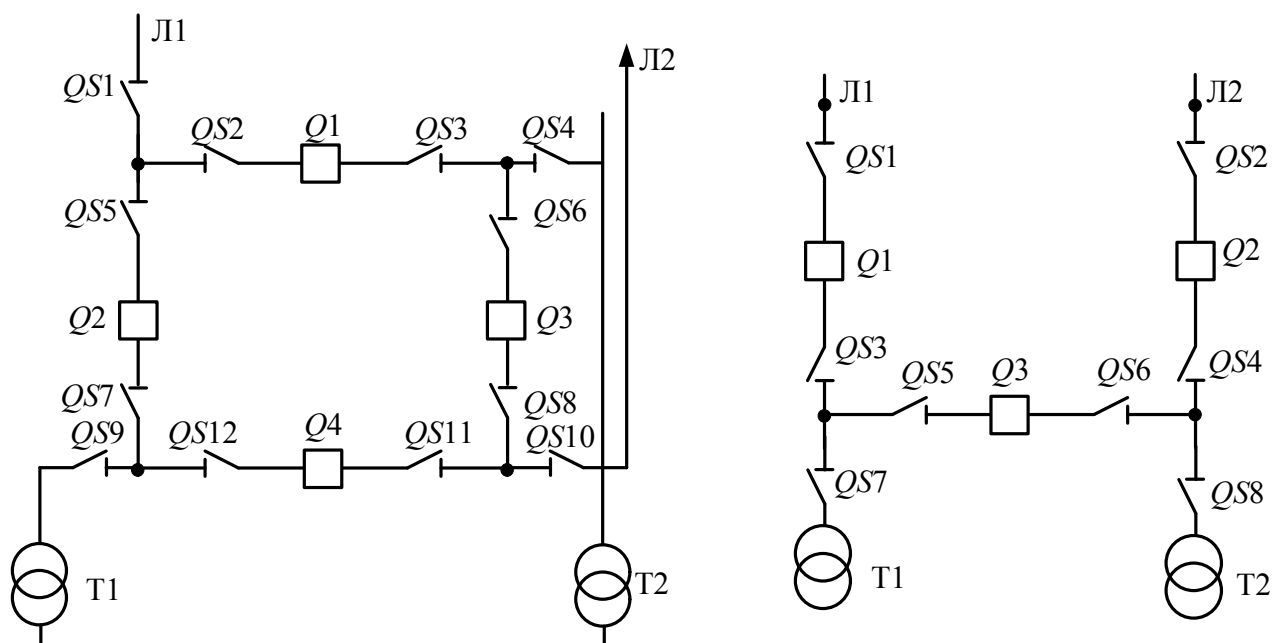 Л1
Л2
QS1
QS2
Q1
QS3
QS4
QS5
QS6
Q2
Q3
QS7
QS8
QS9
QS12
Q4
QS11
QS10
T1
T2
Л1
Л2
QS1
QS2
Q1
Q2
QS3
QS4
QS5
Q3
QS6
QS7
QS8
T1
T2